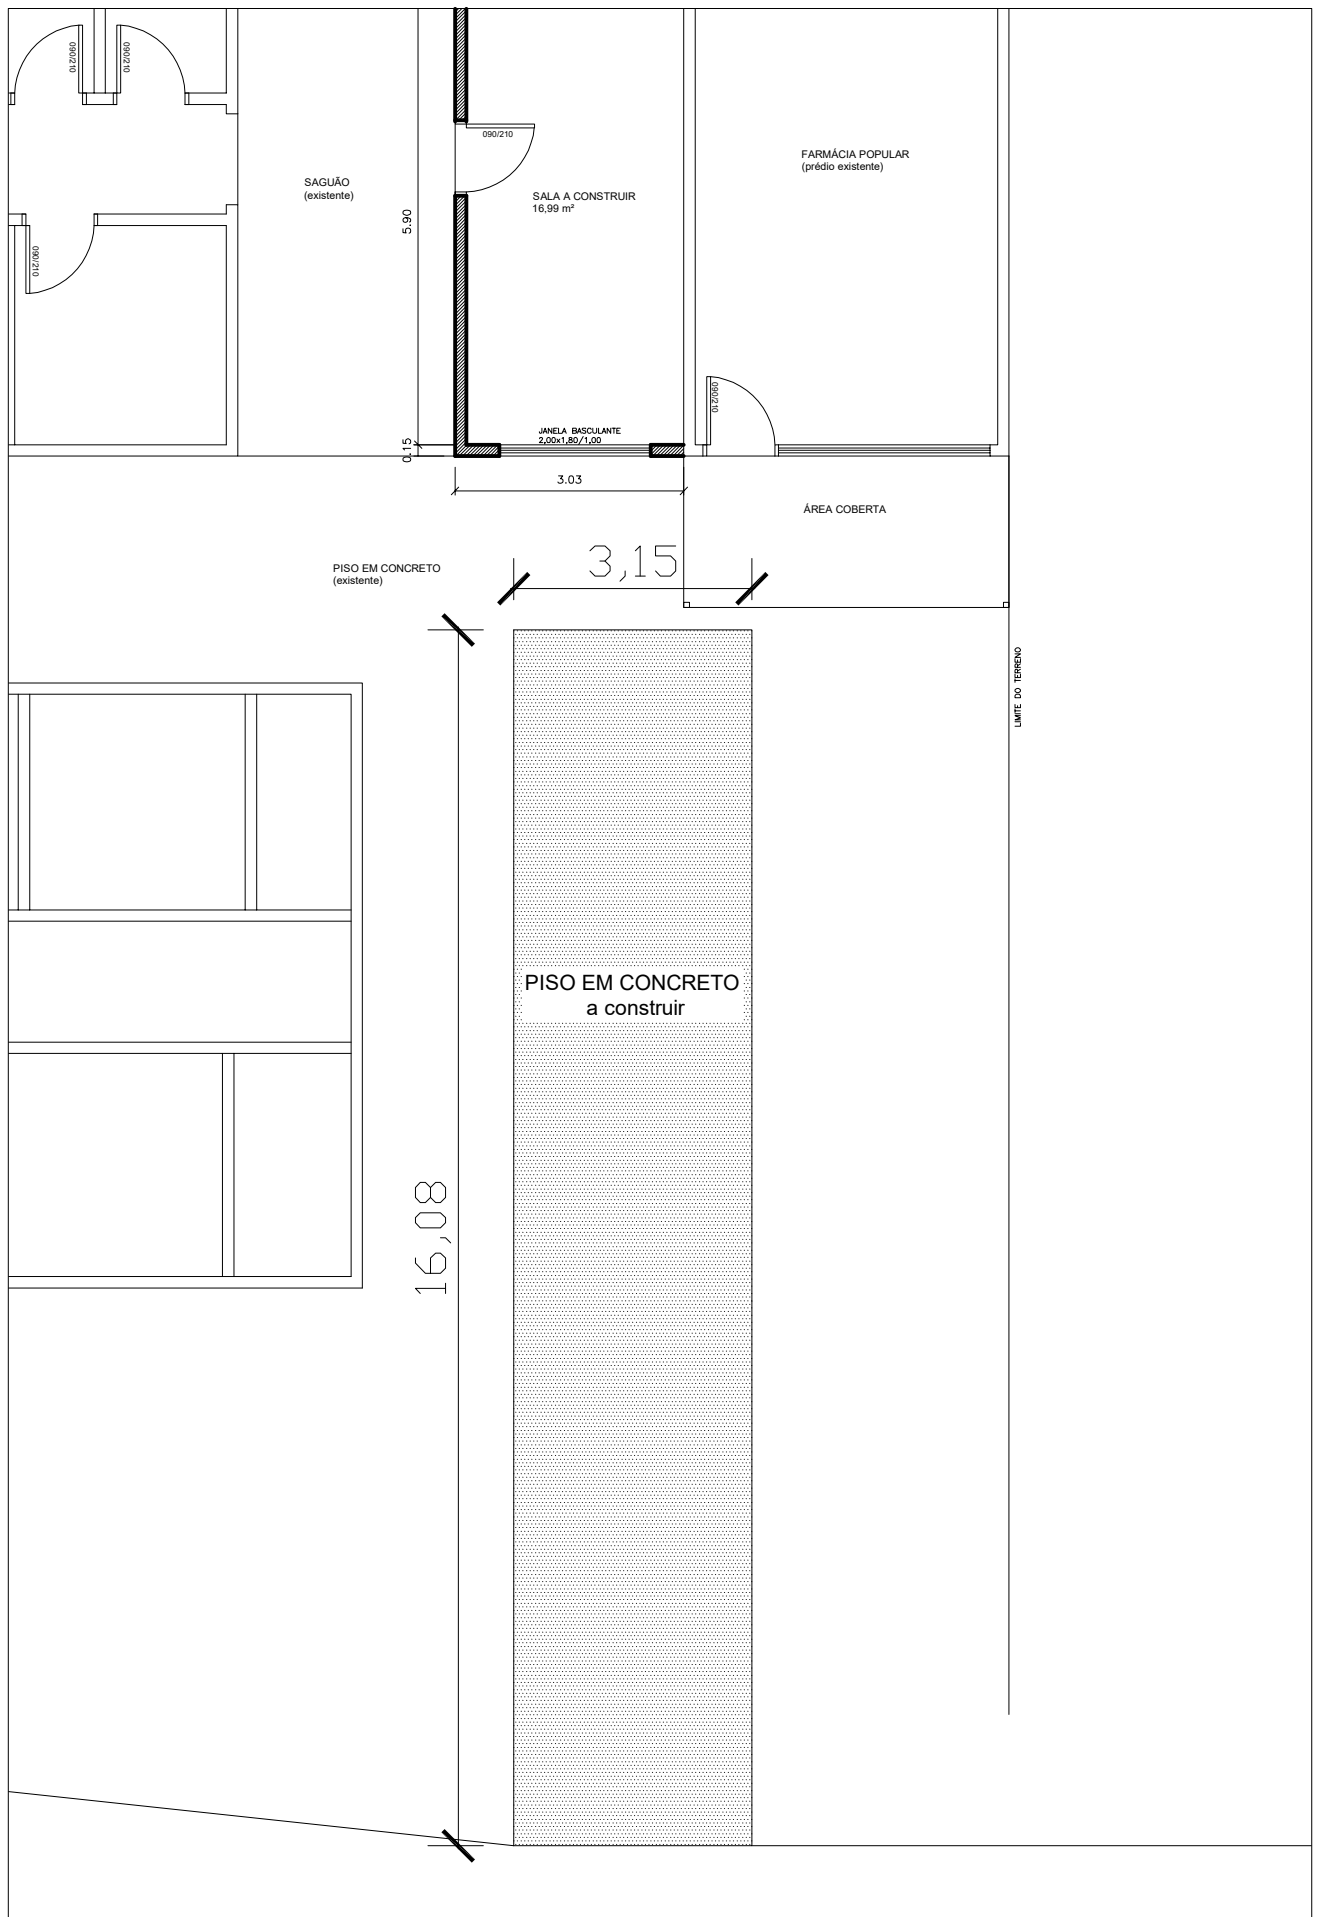 090/210
090/210
090/210
SAGUÃO
(existente)
5.90
090/210
SALA A CONSTRUIR
16,99 m²
FARMÁCIA POPULAR
(prédio existente)
090/210
0.15
JANELA BASCULANTE
2,00x1,80/1,00
3.03
ÁREA COBERTA
PISO EM CONCRETO
(existente)
3,15
LIMITE DO TERRENO
PISO EM CONCRETO
a construir
16,08